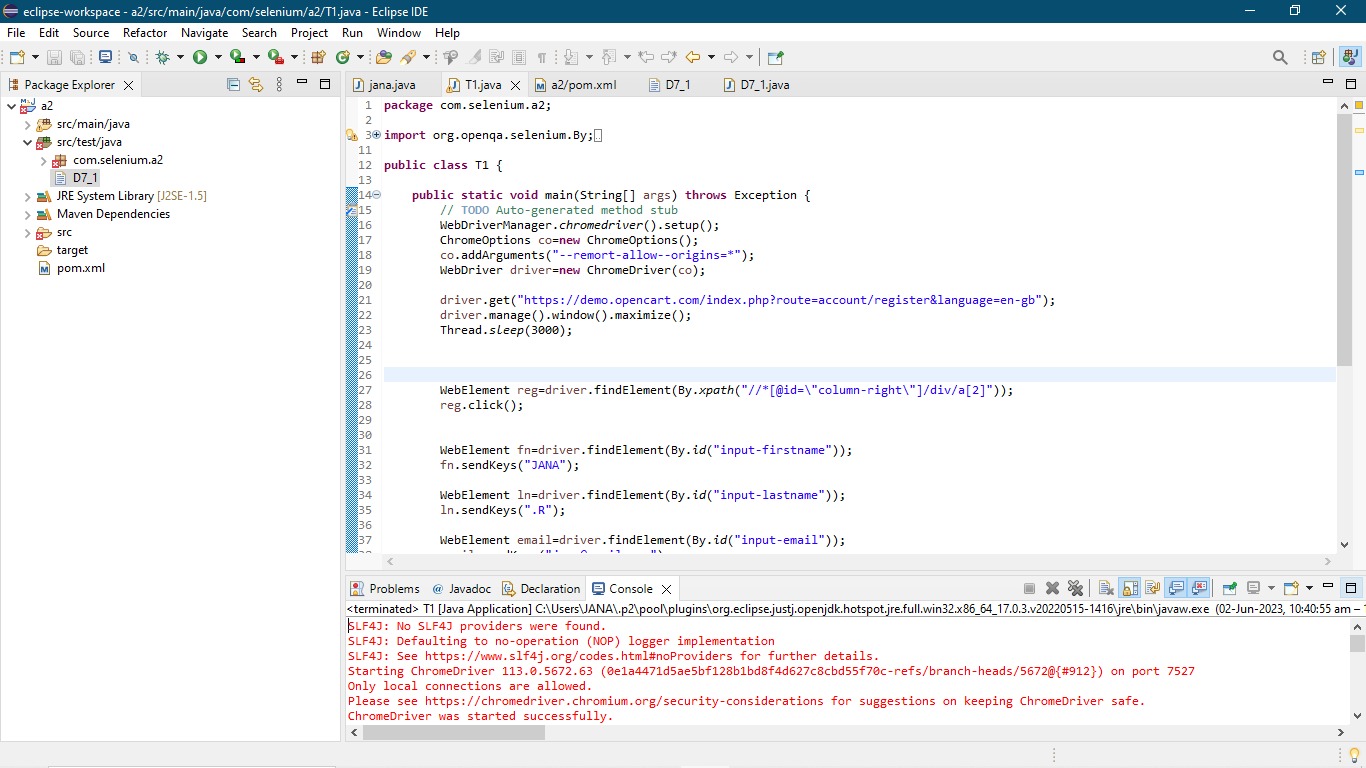 eclipse-workspace - a2/src/main/java/com/selenium/a2/T1.java - Eclipse IDE
File Edit Source Refactor Navigate Search Project Run Window Help
Package Explorer
a2
src/main/java
src/test/java
com.selenium.a2
D7_1
JRE System Library [J2SE-1.5]
Maven Dependencies
src
target
pom.xml
jana.java T1.java a2/pom.xml D7_1 D7_1.java
1 package com.selenium.a2;
2
3 import org.openqa.selenium.By;
11
12 public class T1 {
13
14 public static void main(String[] args) throws Exception {
15 // TODO Auto-generated method stub
16 WebDriverManager.chromedriver().setup();
17 ChromeOptions co=new ChromeOptions();
18 co.addArguments("--remort-allow--origins=*");
19 WebDriver driver=new ChromeDriver(co);
20
21 driver.get("https://demo.opencart.com/index.php?route=account/register&language=en-gb");
22 driver.manage().window().maximize();
23 Thread.sleep(3000);
24
25
26
27 WebElement reg=driver.findElement(By.xpath("//*[@id=\"column-right\"]/div/a[2]"));
28 reg.click();
29
30
31 WebElement fn=driver.findElement(By.id("input-firstname"));
32 fn.sendKeys("JANA");
33
34 WebElement ln=driver.findElement(By.id("input-lastname"));
35 ln.sendKeys(".R");
36
37 WebElement email=driver.findElement(By.id("input-email"));
Problems @ Javadoc Declaration Console
<terminated> T1 [Java Application] C:\Users\JANA\.p2\pool\plugins\org.eclipse.justj.openjdk.hotspot.jre.full.win32.x86_64_17.0.3.v20220515-1416\jre\bin\javaw.exe (02-Jun-2023, 10:40:55 am –
SLF4J: No SLF4J providers were found.
SLF4J: Defaulting to no-operation (NOP) logger implementation
SLF4J: See https://www.slf4j.org/codes.html#noProviders for further details.
Starting ChromeDriver 113.0.5672.63 (0e1a4471d5ae5bf128b1bd8f4d627c8cbd55f70c-refs/branch-heads/5672@{#912}) on port 7527
Only local connections are allowed.
Please see https://chromedriver.chromium.org/security-considerations for suggestions on keeping ChromeDriver safe.
ChromeDriver was started successfully.